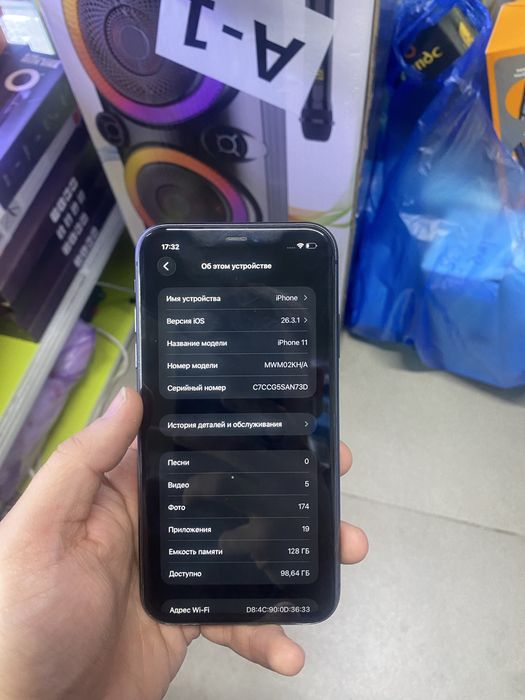 A-1
17:32
Об этом устройстве
Имя устройства iPhone
Версия iOS 26.3.1
Название модели iPhone 11
Номер модели MWM02KH/A
Серийный номер C7CCG5SAN73D
История деталей и обслуживания
Песни 0
Видео 5
Фото 174
Приложения 19
Емкость памяти 128 ГБ
Доступно 98,64 ГБ
Адрес Wi-Fi D8:4C:90:0D:36:33